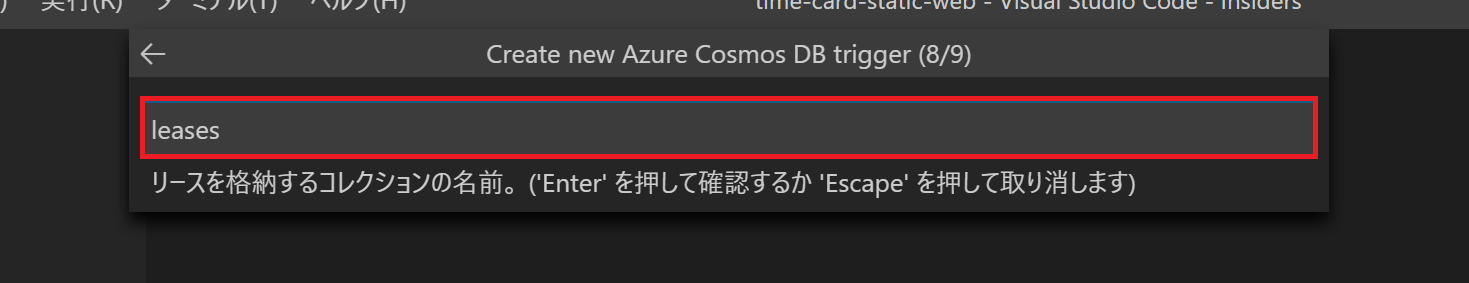 実行(R) ターミナル(T) ヘルプ(H) time-card-static-web - Visual Studio Code - Insiders
Create new Azure Cosmos DB trigger (8/9)
leases
リースを格納するコレクションの名前。('Enter' を押して確認するか 'Escape' を押して取り消します)